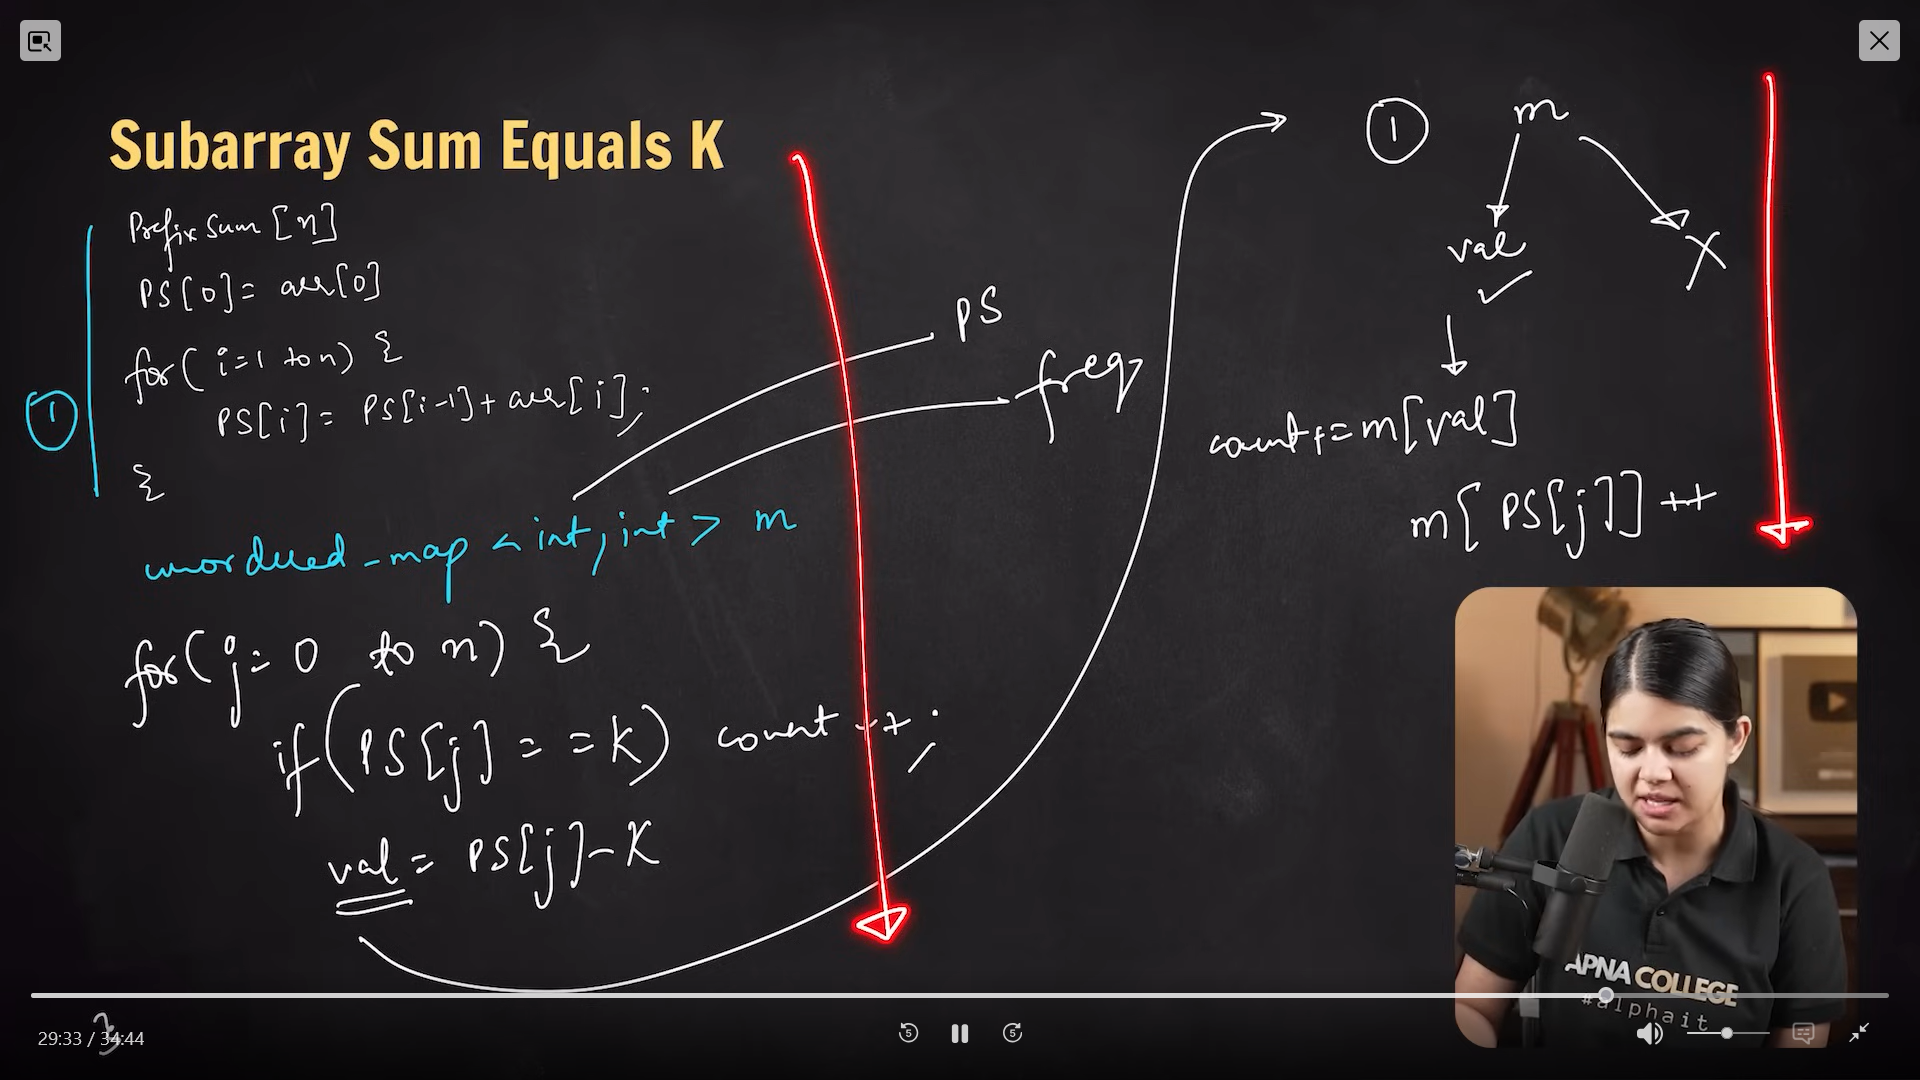 Subarray Sum Equals K
Prefix Sum [n]
PS[0] = arr[0]
for( i=1 to n) {
PS[i] = PS[i-1] + arr[i];
}
1
unordered_map <int, int> m
PS
freq
for( j = 0 to n) {
if(PS[j] == K) count ++;
val = PS[j] - K
}
1
m
val
X
count += m[val]
m[PS[j]] ++
APNA COLLEGE
#alphait
29:33 / 34:44
5
5